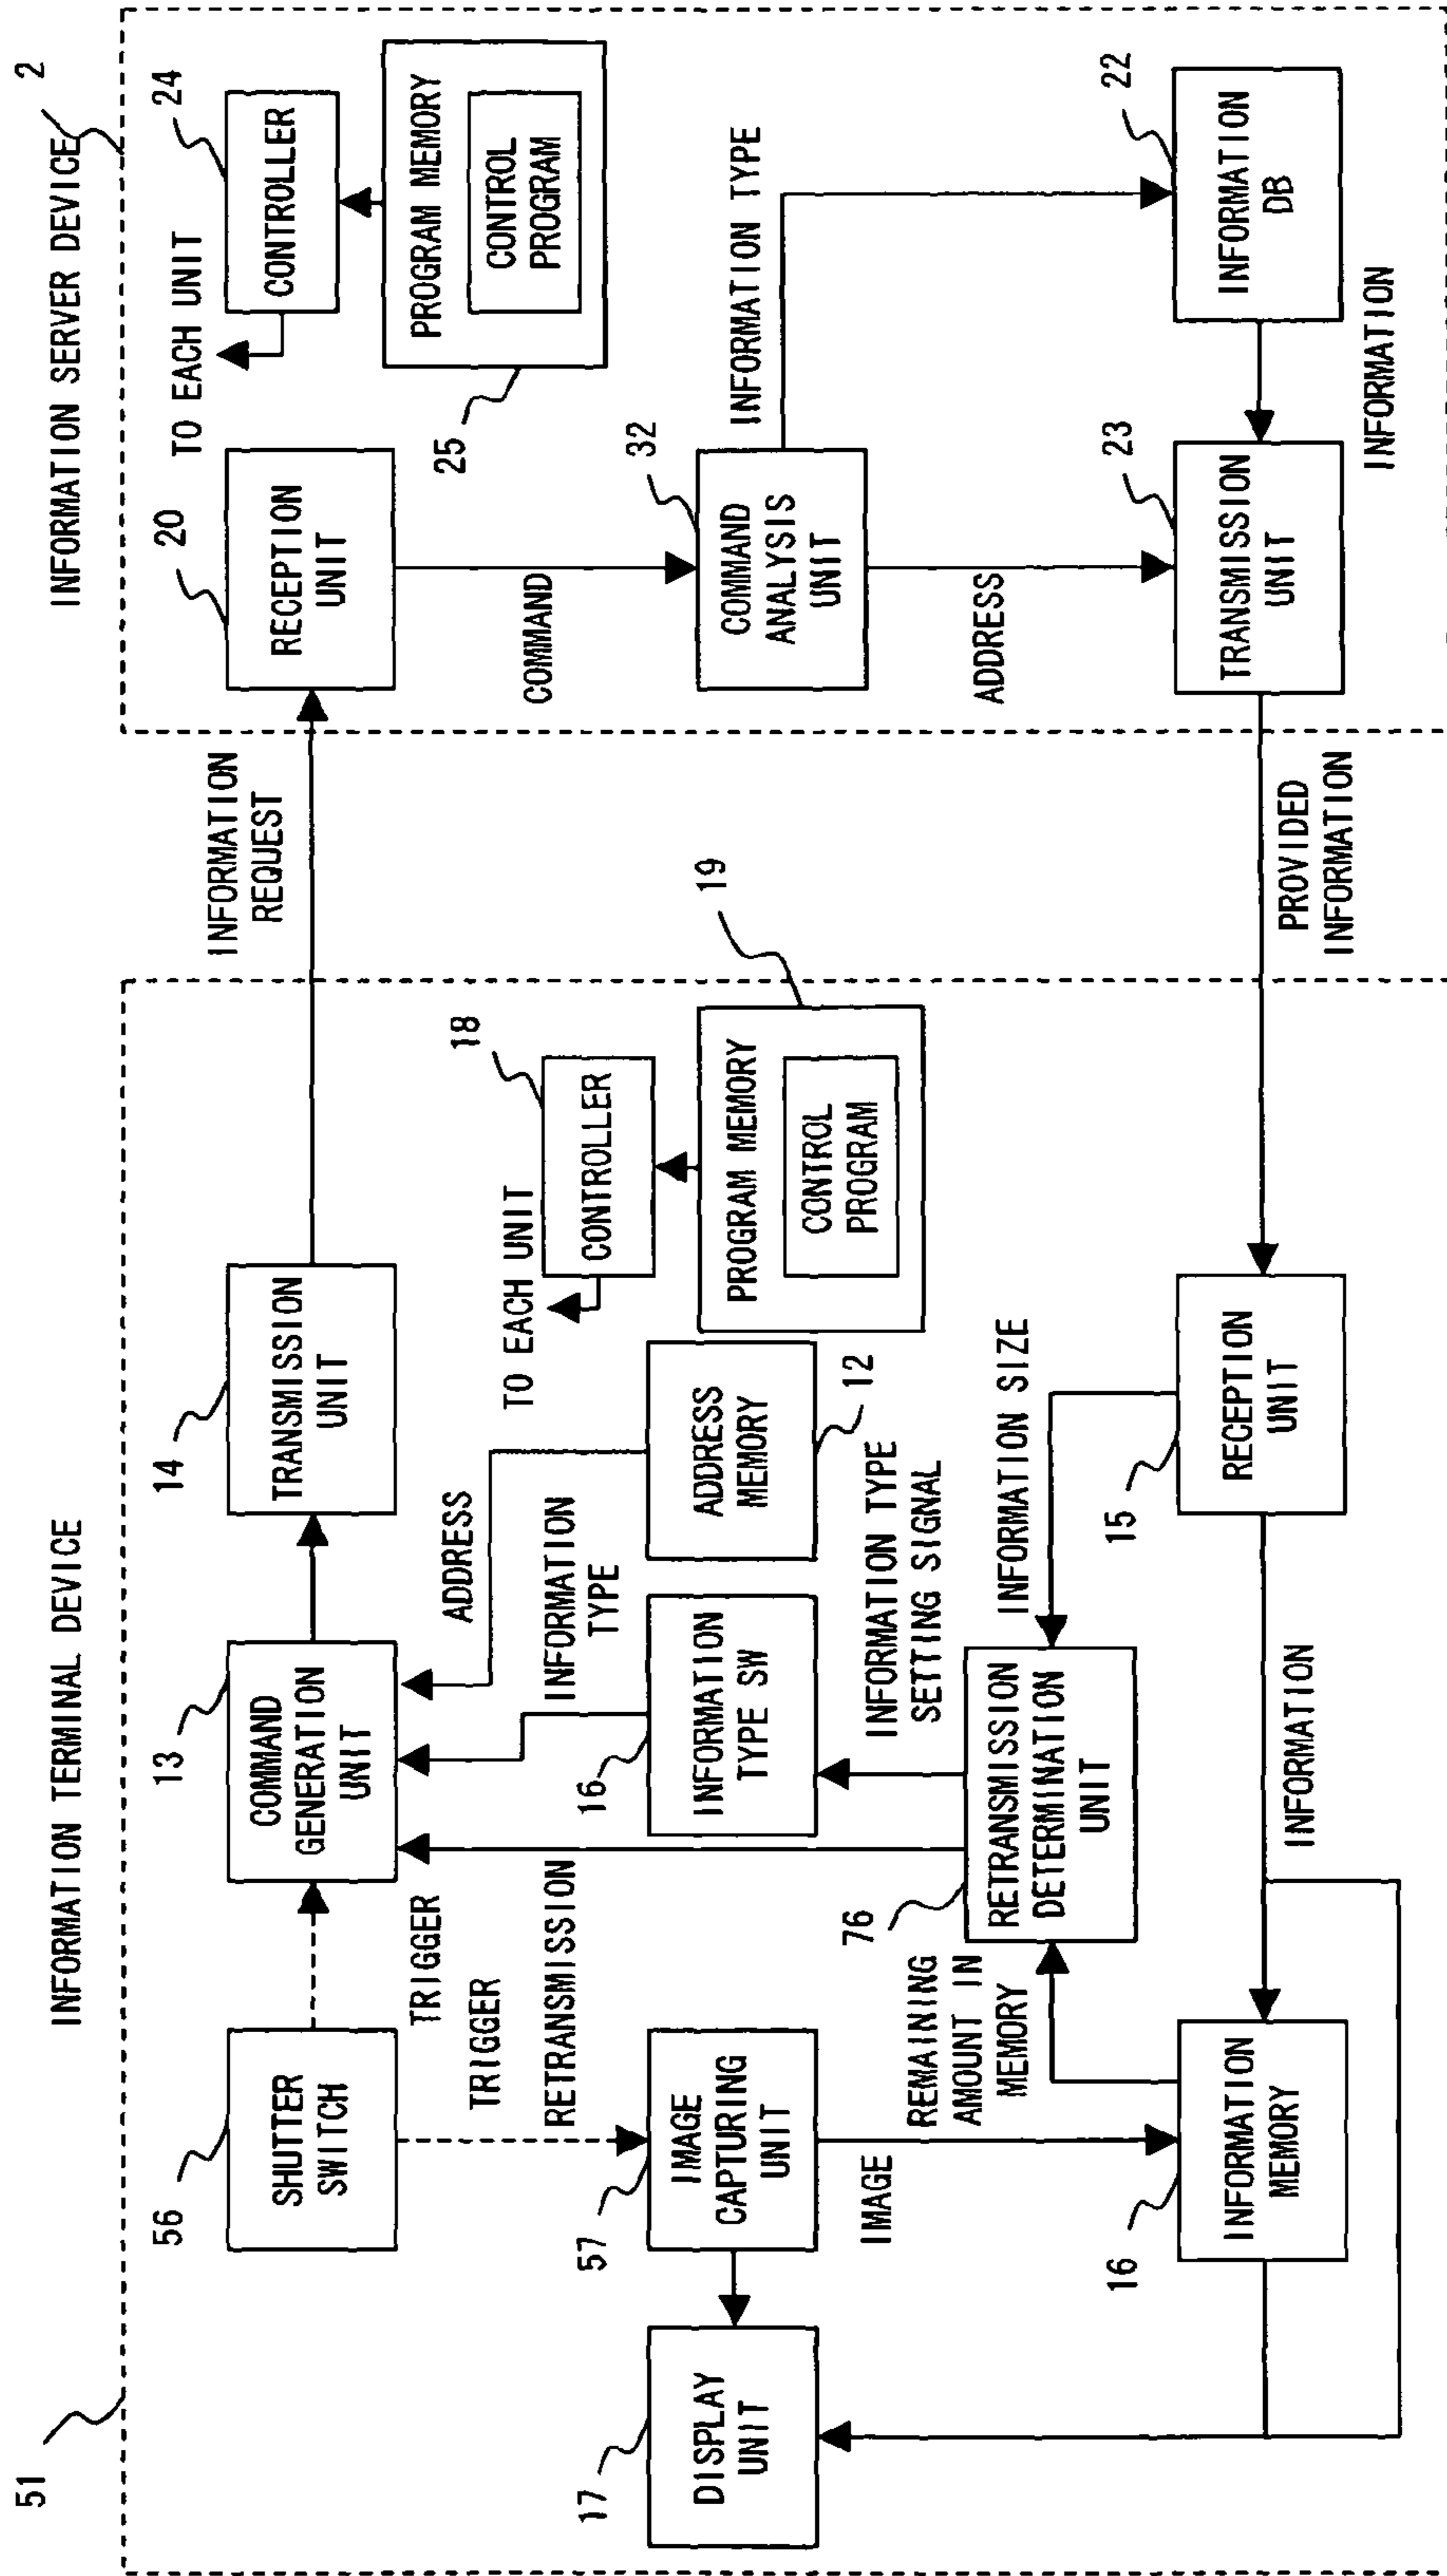 51
INFORMATION TERMINAL DEVICE
INFORMATION SERVER DEVICE
2
56
SHUTTER
SWITCH
13
COMMAND
GENERATION
UNIT
14
TRANSMISSION
UNIT
INFORMATION
REQUEST
20
RECEPTION
UNIT
TO EACH UNIT
24
CONTROLLER
PROGRAM MEMORY
CONTROL
PROGRAM
25
TRIGGER
TRIGGER
RETRANSMISSION
ADDRESS
INFORMATION
TYPE
TO EACH UNIT
18
CONTROLLER
19
PROGRAM MEMORY
CONTROL
PROGRAM
COMMAND
17
DISPLAY
UNIT
57
IMAGE
CAPTURING
UNIT
16
INFORMATION
TYPE SW
ADDRESS
MEMORY
12
32
COMMAND
ANALYSIS
UNIT
INFORMATION TYPE
IMAGE
REMAINING
AMOUNT IN
MEMORY
76
RETRANSMISSION
DETERMINATION
UNIT
INFORMATION TYPE
SETTING SIGNAL
INFORMATION SIZE
ADDRESS
16
INFORMATION
MEMORY
INFORMATION
15
RECEPTION
UNIT
PROVIDED
INFORMATION
23
TRANSMISSION
UNIT
22
INFORMATION
DB
INFORMATION